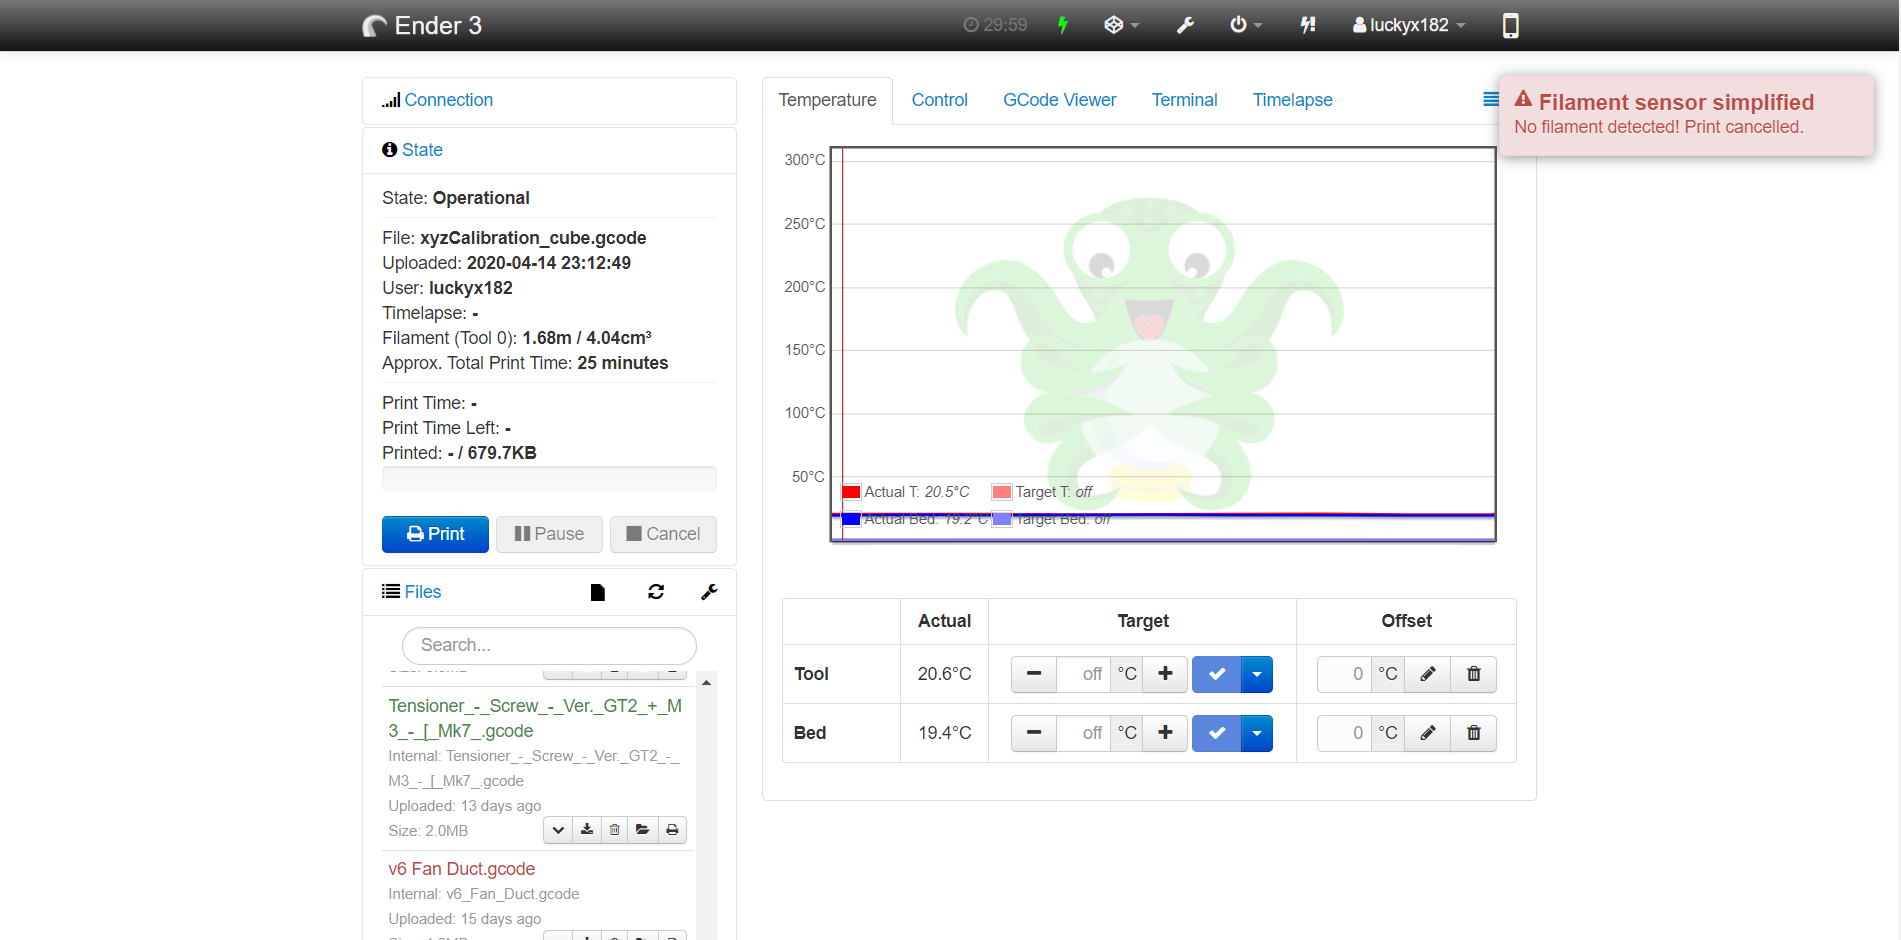 Ender 3
29:59
luckyx182
Connection
State
State: Operational
File: xyzCalibration_cube.gcode
Uploaded: 2020-04-14 23:12:49
User: luckyx182
Timelapse: -
Filament (Tool 0): 1.68m / 4.04cm³
Approx. Total Print Time: 25 minutes
Print Time: -
Print Time Left: -
Printed: - / 679.7KB
Print Pause Cancel
Files
Search...
Tensioner_-_Screw_-_Ver._GT2_+_M
3_-_[_Mk7_.gcode
Internal: Tensioner_-_Screw_-_Ver._GT2_-_
M3_-_[_Mk7_.gcode
Uploaded: 13 days ago
Size: 2.0MB
v6 Fan Duct.gcode
Internal: v6_Fan_Duct.gcode
Uploaded: 15 days ago
Temperature Control GCode Viewer Terminal Timelapse
Filament sensor simplified
No filament detected! Print cancelled.
300°C
250°C
200°C
150°C
100°C
50°C
Actual T: 20.5°C Target T: off
Actual Bed: 19.2°C Target Bed: off
Actual Target Offset
Tool 20.6°C off °C 0 °C
Bed 19.4°C off °C 0 °C